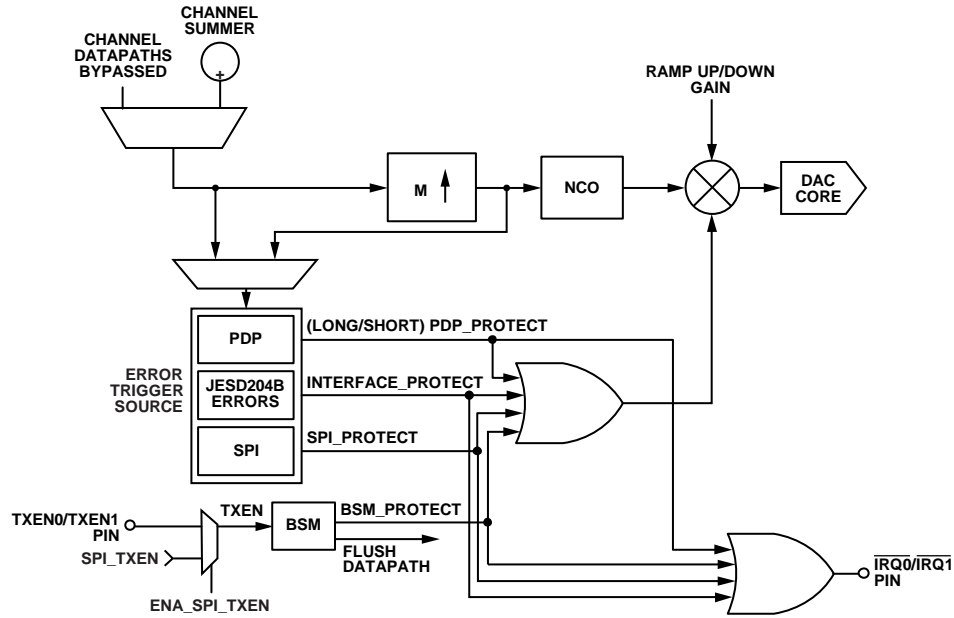 CHANNEL
SUMMER
CHANNEL
DATAPATHS
BYPASSED
+
RAMP UP/DOWN
GAIN
M
NCO
DAC
CORE
(LONG/SHORT) PDP_PROTECT
PDP
ERROR
TRIGGER
SOURCE
JESD204B
ERRORS
INTERFACE_PROTECT
SPI
SPI_PROTECT
TXEN0/TXEN1
PIN
TXEN
BSM
BSM_PROTECT
FLUSH
DATAPATH
SPI_TXEN
ENA_SPI_TXEN
IRQ0/IRQ1
PIN